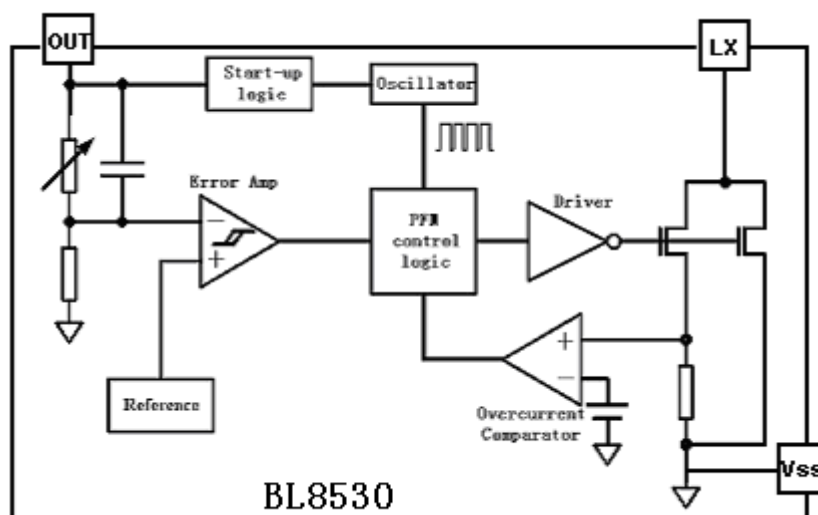 OUT
LX
Start-up
logic
Oscillator
Error Amp
Driver
PFM
control
logic
−
+
+
−
Reference
Overcurrent
Comparator
Vss
BL8530